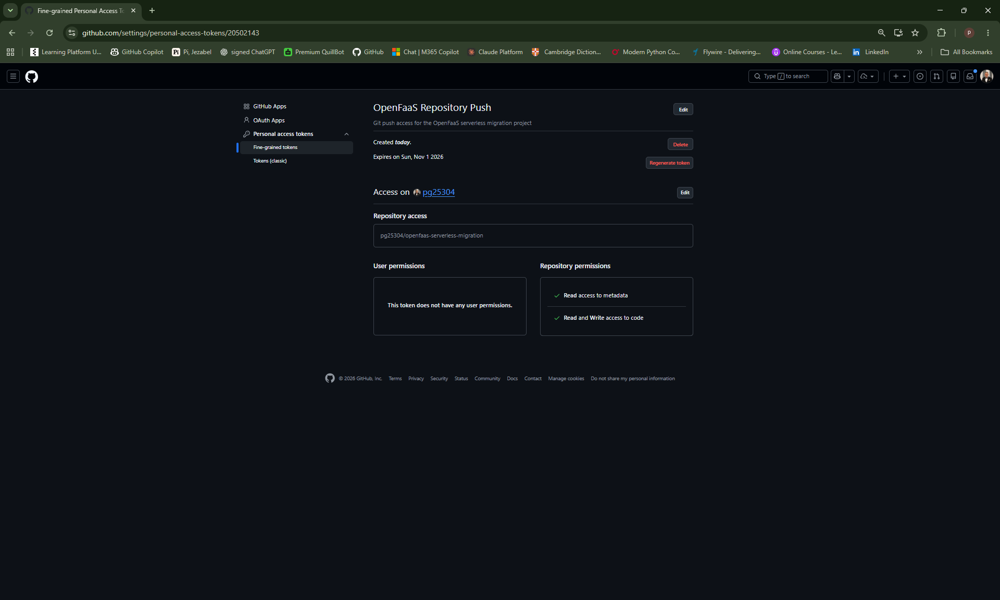 Fine-grained Personal Access To
github.com/settings/personal-access-tokens/20502143
p
Learning Platform U...
GitHub Copilot
Pi, Jezabel
signed ChatGPT
Premium QuillBot
GitHub
Chat | M365 Copilot
Claude Platform
Cambridge Diction...
Modern Python Co...
Flywire - Delivering...
Online Courses - Le...
LinkedIn
All Bookmarks
Type / to search
GitHub Apps
OAuth Apps
Personal access tokens
Fine-grained tokens
Tokens (classic)
OpenFaaS Repository Push
Edit
Git push access for the OpenFaaS serverless migration project
Created today.
Delete
Expires on Sun, Nov 1 2026
Regenerate token
Access on pg25304
Edit
Repository access
pg25304/openfaas-serverless-migration
User permissions
This token does not have any user permissions.
Repository permissions
Read access to metadata
Read and Write access to code
© 2026 GitHub, Inc.
Terms
Privacy
Security
Status
Community
Docs
Contact
Manage cookies
Do not share my personal information